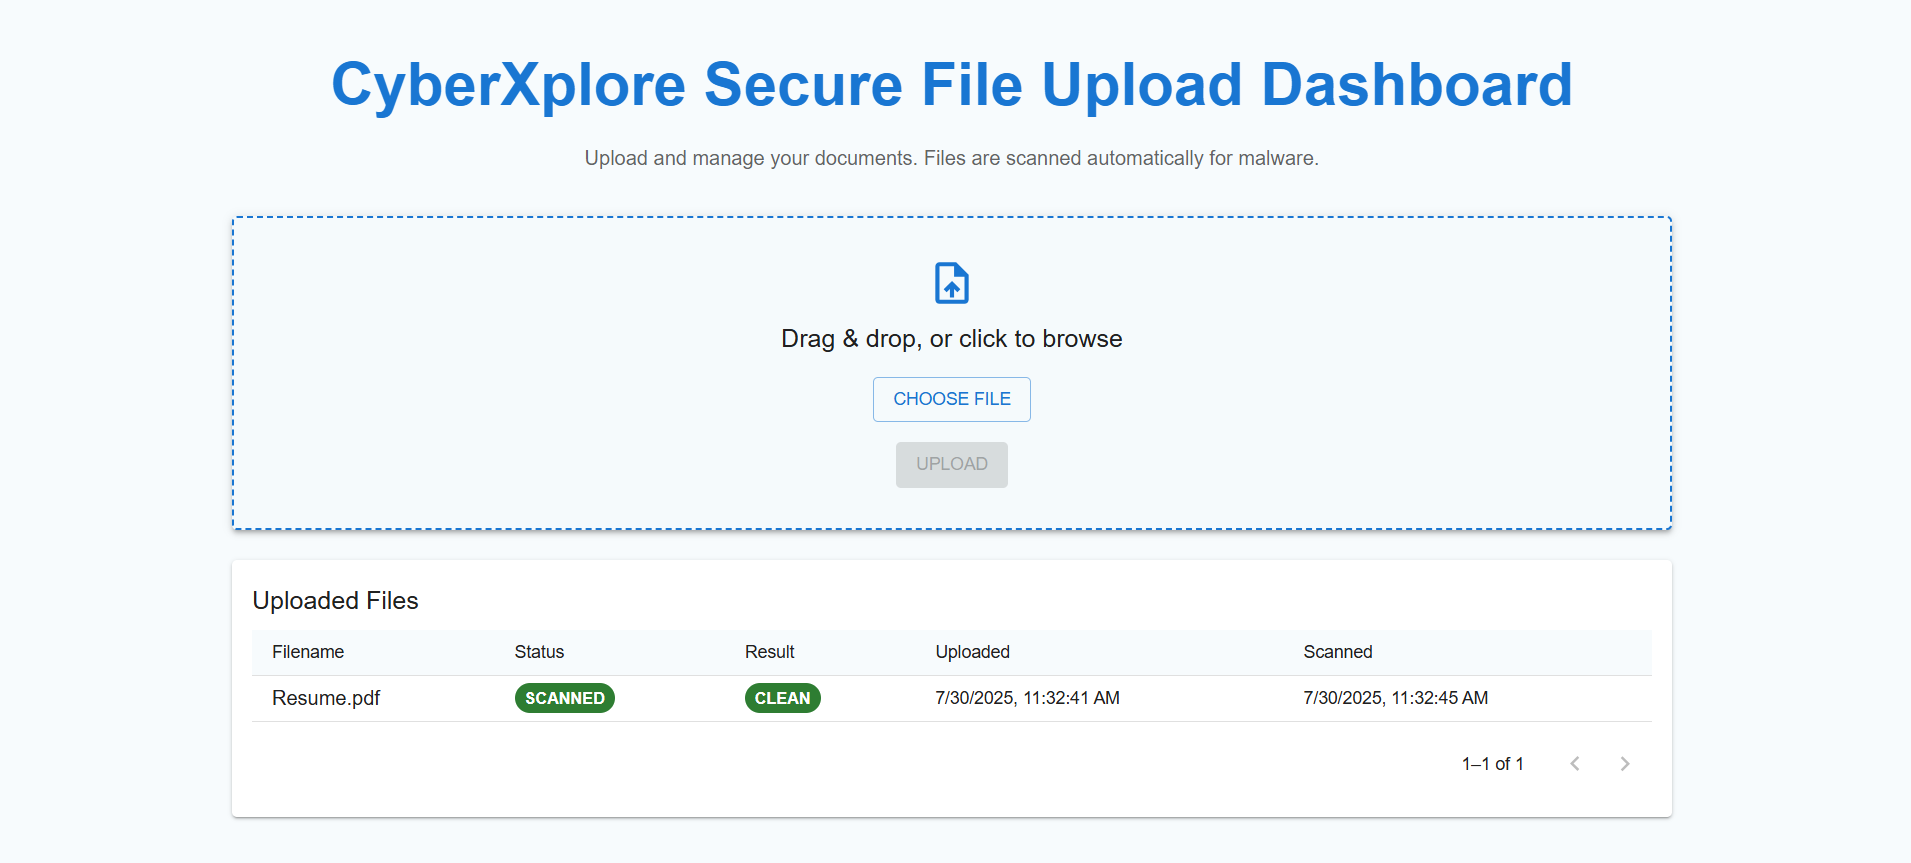 CyberXplore Secure File Upload Dashboard
Upload and manage your documents. Files are scanned automatically for malware.
Drag & drop, or click to browse
CHOOSE FILE
UPLOAD
Uploaded Files
Filename Status Result Uploaded Scanned
Resume.pdf SCANNED CLEAN 7/30/2025, 11:32:41 AM 7/30/2025, 11:32:45 AM
1–1 of 1